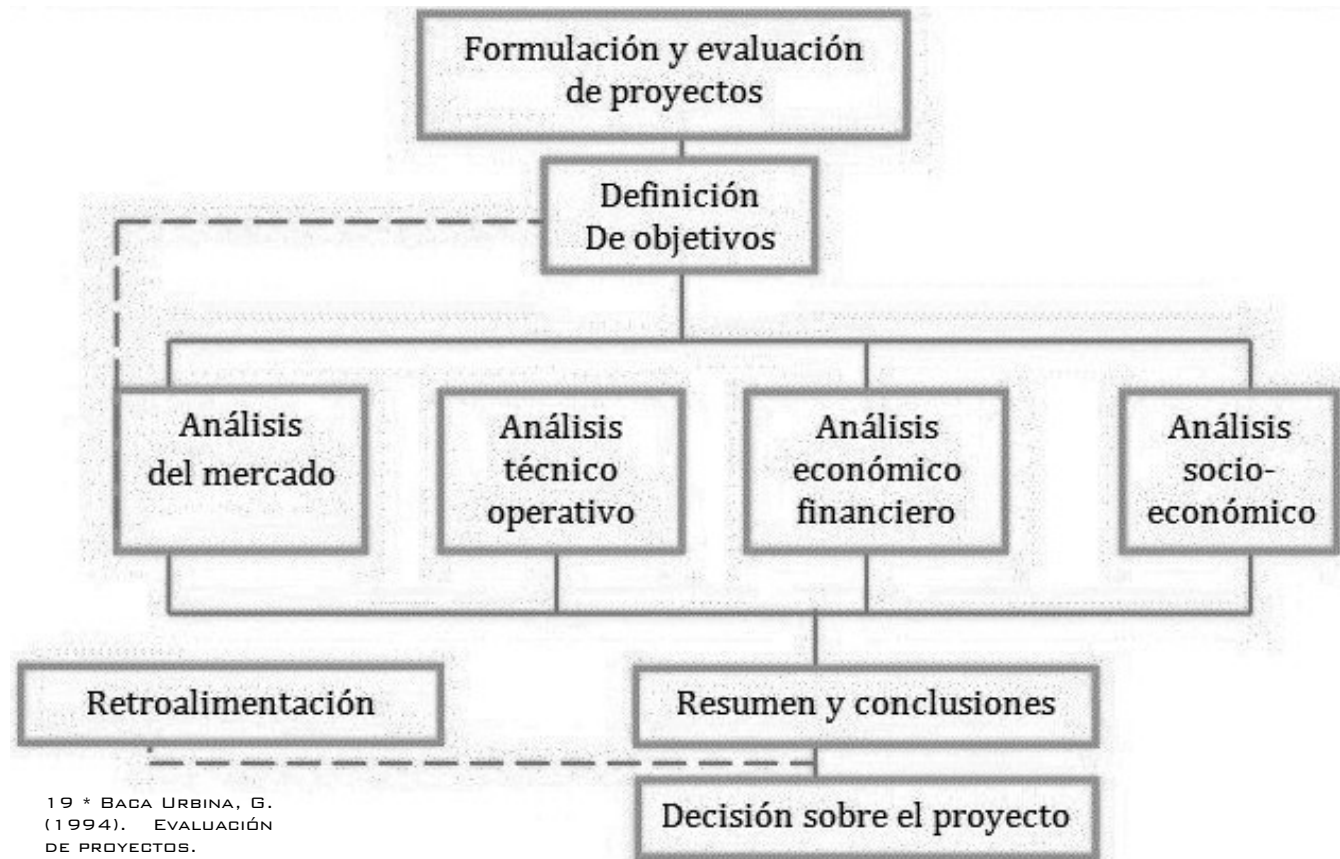 Formulación y evaluación
de proyectos
Definición
De objetivos
Análisis
del mercado
Análisis
técnico
operativo
Análisis
económico
financiero
Análisis
socio-
económico
Retroalimentación
Resumen y conclusiones
Decisión sobre el proyecto
19 * BACA URBINA, G.
(1994). EVALUACIÓN
DE PROYECTOS.